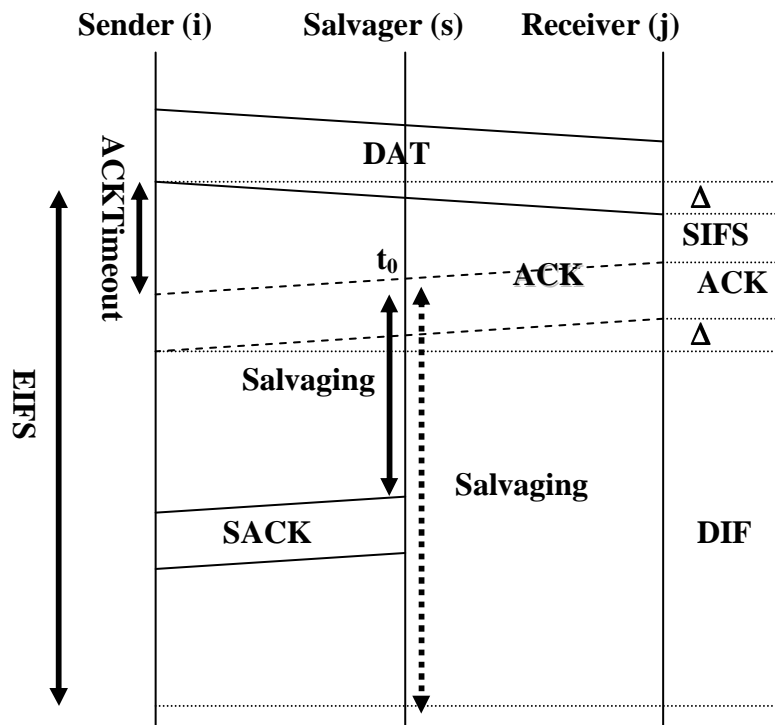 Sender (i) Salvager (s) Receiver (j)
DAT
ACKTimeout
Δ
SIFS
t0
ACK
ACK
Δ
Salvaging
EIFS
Salvaging
SACK
DIF